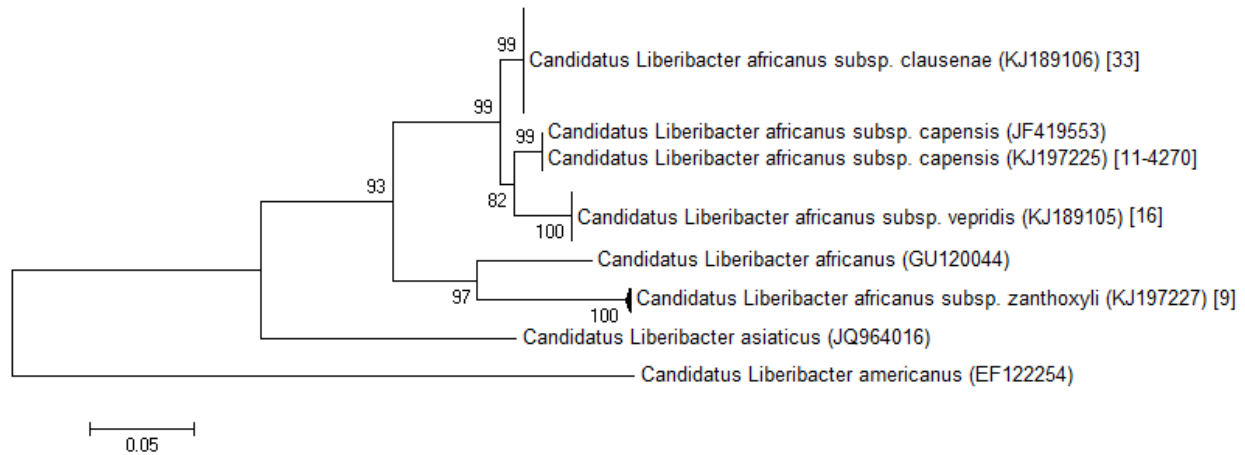 99
Candidatus Liberibacter africanus subsp. clausenae (KJ189106) [33]
99
99
Candidatus Liberibacter africanus subsp. capensis (JF419553)
Candidatus Liberibacter africanus subsp. capensis (KJ197225) [11-4270]
93
82
100
Candidatus Liberibacter africanus subsp. vepridis (KJ189105) [16]
Candidatus Liberibacter africanus (GU120044)
97
100
Candidatus Liberibacter africanus subsp. zanthoxyli (KJ197227) [9]
Candidatus Liberibacter asiaticus (JQ964016)
Candidatus Liberibacter americanus (EF122254)
0.05